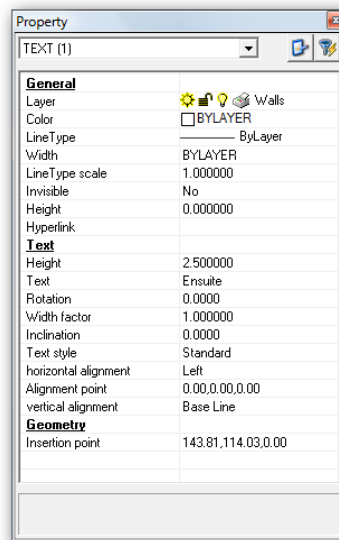 Property
TEXT (1)
General
Layer Walls
Color BYLAYER
LineType ByLayer
Width BYLAYER
LineType scale 1.000000
Invisible No
Height 0.000000
Hyperlink
Text
Height 2.500000
Text Ensuite
Rotation 0.0000
Width factor 1.000000
Inclination 0.0000
Text style Standard
horizontal alignment Left
Alignment point 0.00,0.00,0.00
vertical alignment Base Line
Geometry
Insertion point 143.81,114.03,0.00